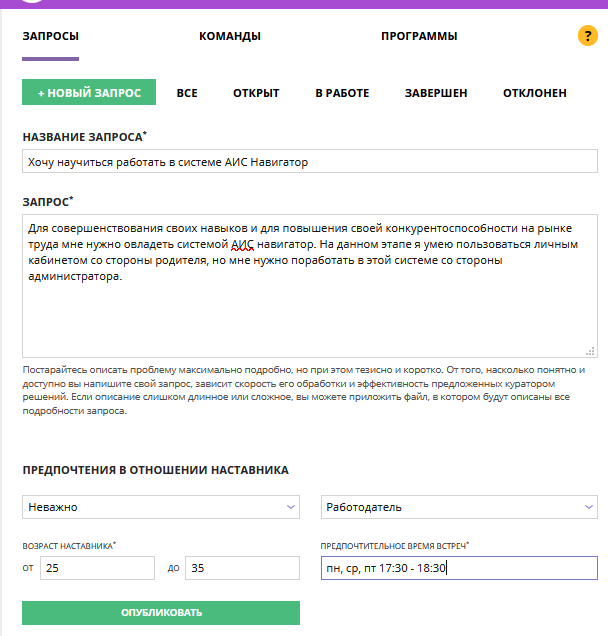 ЗАПРОСЫ КОМАНДЫ ПРОГРАММЫ ?
+ НОВЫЙ ЗАПРОС ВСЕ ОТКРЫТ В РАБОТЕ ЗАВЕРШЕН ОТКЛОНЕН
НАЗВАНИЕ ЗАПРОСА*
Хочу научиться работать в системе АИС Навигатор
ЗАПРОС*
Для совершенствования своих навыков и для повышения своей конкурентоспособности на рынке
труда мне нужно овладеть системой АИС навигатор. На данном этапе я умею пользоваться личным
кабинетом со стороны родителя, но мне нужно поработать в этой системе со стороны
администратора.
Постарайтесь описать проблему максимально подробно, но при этом тезисно и коротко. От того, насколько понятно и
доступно вы напишите свой запрос, зависит скорость его обработки и эффективность предложенных куратором
решений. Если описание слишком длинное или сложное, вы можете приложить файл, в котором будут описаны все
подробности запроса.
ПРЕДПОЧТЕНИЯ В ОТНОШЕНИИ НАСТАВНИКА
Неважно Работодатель
ВОЗРАСТ НАСТАВНИКА* ПРЕДПОЧТИТЕЛЬНОЕ ВРЕМЯ ВСТРЕЧ*
ОТ 25 ДО 35 пн, ср, пт 17:30 - 18:30
ОПУБЛИКОВАТЬ